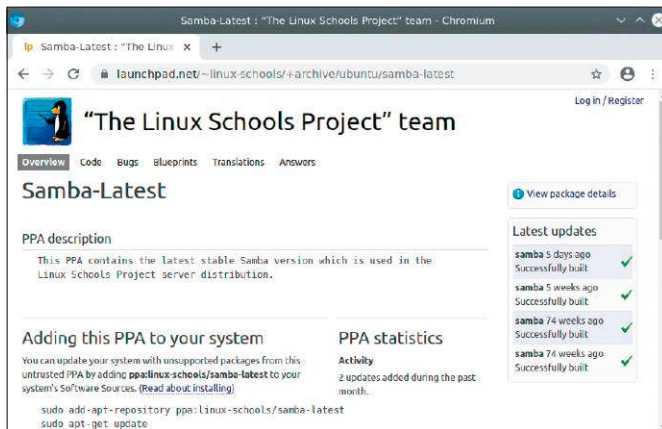 Samba-Latest : "The Linux Schools Project" team - Chromium
lp Samba-Latest : "The Linux
launchpad.net/~linux-schools/+archive/ubuntu/samba-latest
Log in / Register
“The Linux Schools Project” team
Overview Code Bugs Blueprints Translations Answers
Samba-Latest
PPA description
This PPA contains the latest stable Samba version which is used in the
Linux Schools Project server distribution.
Adding this PPA to your system
You can update your system with unsupported packages from this
untrusted PPA by adding ppa:linux-schools/samba-latest to your
system's Software Sources. (Read about installing)
sudo add-apt-repository ppa:linux-schools/samba-latest
sudo apt-get update
PPA statistics
Activity
2 updates added during the past
month.
View package details
Latest updates
samba 5 days ago
Successfully built
samba 5 weeks ago
Successfully built
samba 74 weeks ago
Successfully built
samba 74 weeks ago
Successfully built